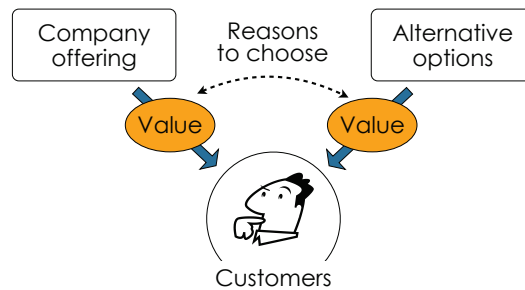 Company
offering
Reasons
to choose
Alternative
options
Value
Value
Customers